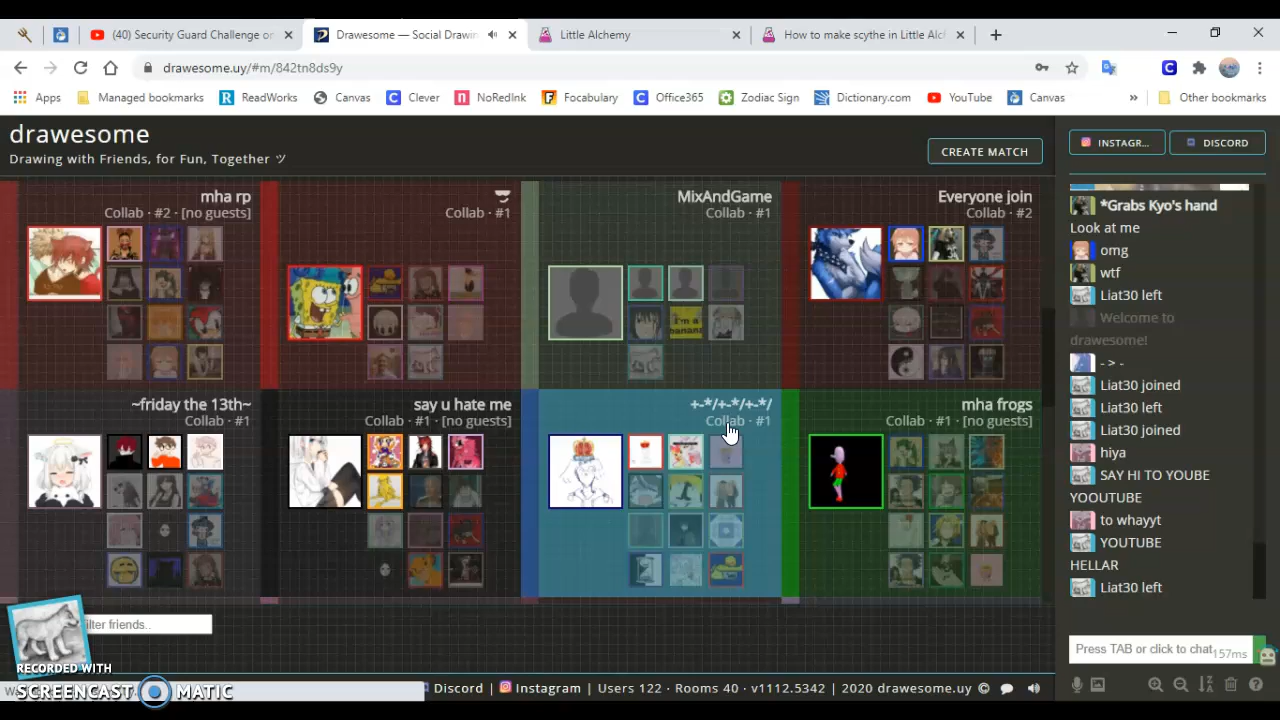 (40) Security Guard Challenge or
Drawesome — Social Drawin
Little Alchemy
How to make scythe in Little Alc
drawesome.uy/#m/842tn8ds9y
Apps
Managed bookmarks
ReadWorks
Canvas
Clever
NoRedInk
Focabulary
Office365
Zodiac Sign
Dictionary.com
YouTube
Canvas
»
Other bookmarks
drawesome
Drawing with Friends, for Fun, Together ツ
CREATE MATCH
INSTAGR...
DISCORD
mha rp
Collab · #2 · [no guests]
Collab · #1
MixAndGame
Collab · #1
I'm a
banana
Everyone join
Collab · #2
~friday the 13th~
Collab · #1
say u hate me
Collab · #1 · [no guests]
+-*/+-*/+-*/
Collab · #1
mha frogs
Collab · #1 · [no guests]
*Grabs Kyo's hand
Look at me
omg
wtf
Liat30 left
Welcome to
drawesome!
- > -
Liat30 joined
Liat30 left
Liat30 joined
hiya
SAY HI TO YOUBE
YOOUTUBE
to whayyt
YOUTUBE
HELLAR
Liat30 left
ilter friends..
Press TAB or click to chat
157ms
RECORDED WITH
SCREENCAST MATIC
Discord | Instagram | Users 122 · Rooms 40 · v1112.5342 | 2020 drawesome.uy ©